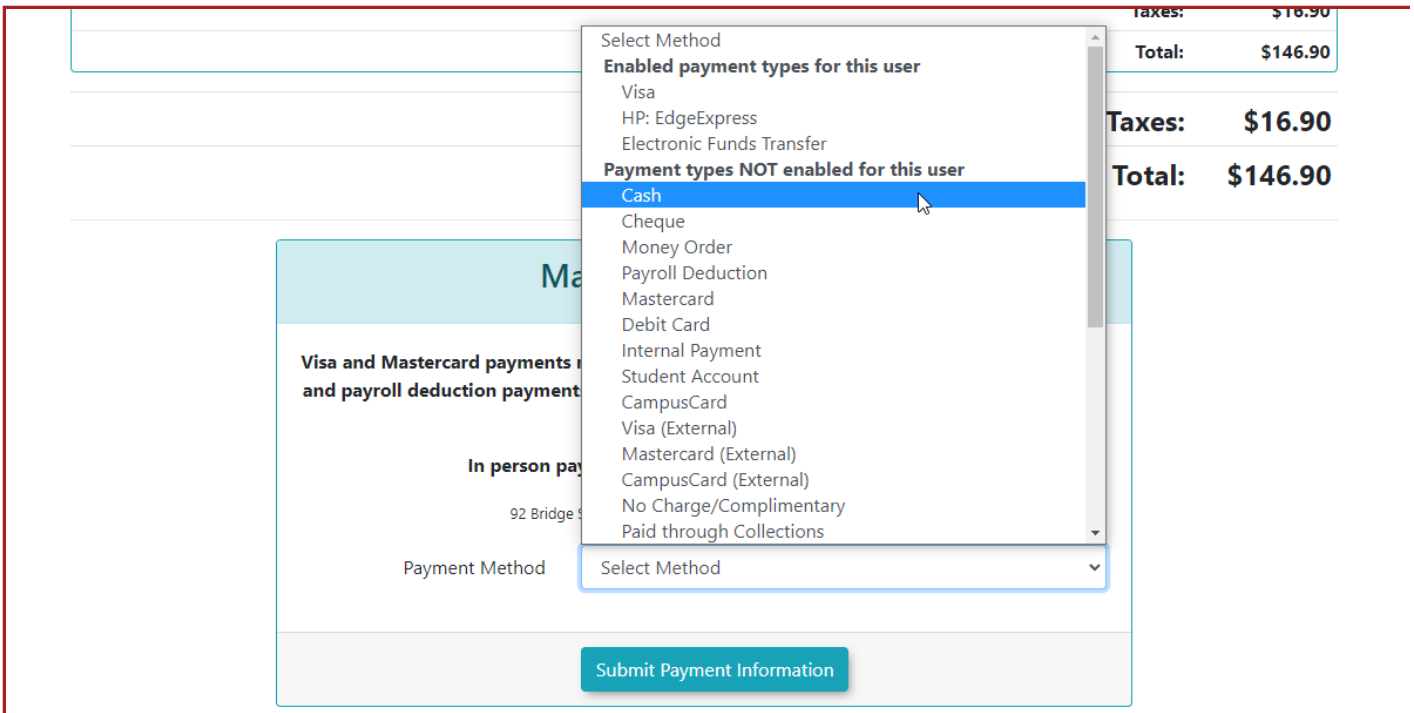 Taxes: $16.90
Total: $146.90
Taxes: $16.90
Total: $146.90
Select Method
Enabled payment types for this user
Visa
HP: EdgeExpress
Electronic Funds Transfer
Payment types NOT enabled for this user
Cash
Cheque
Money Order
Payroll Deduction
Mastercard
Debit Card
Internal Payment
Student Account
CampusCard
Visa (External)
Mastercard (External)
CampusCard (External)
No Charge/Complimentary
Paid through Collections
Visa and Mastercard payments
and payroll deduction
In person
92 Bridge
Payment Method Select Method
Submit Payment Information